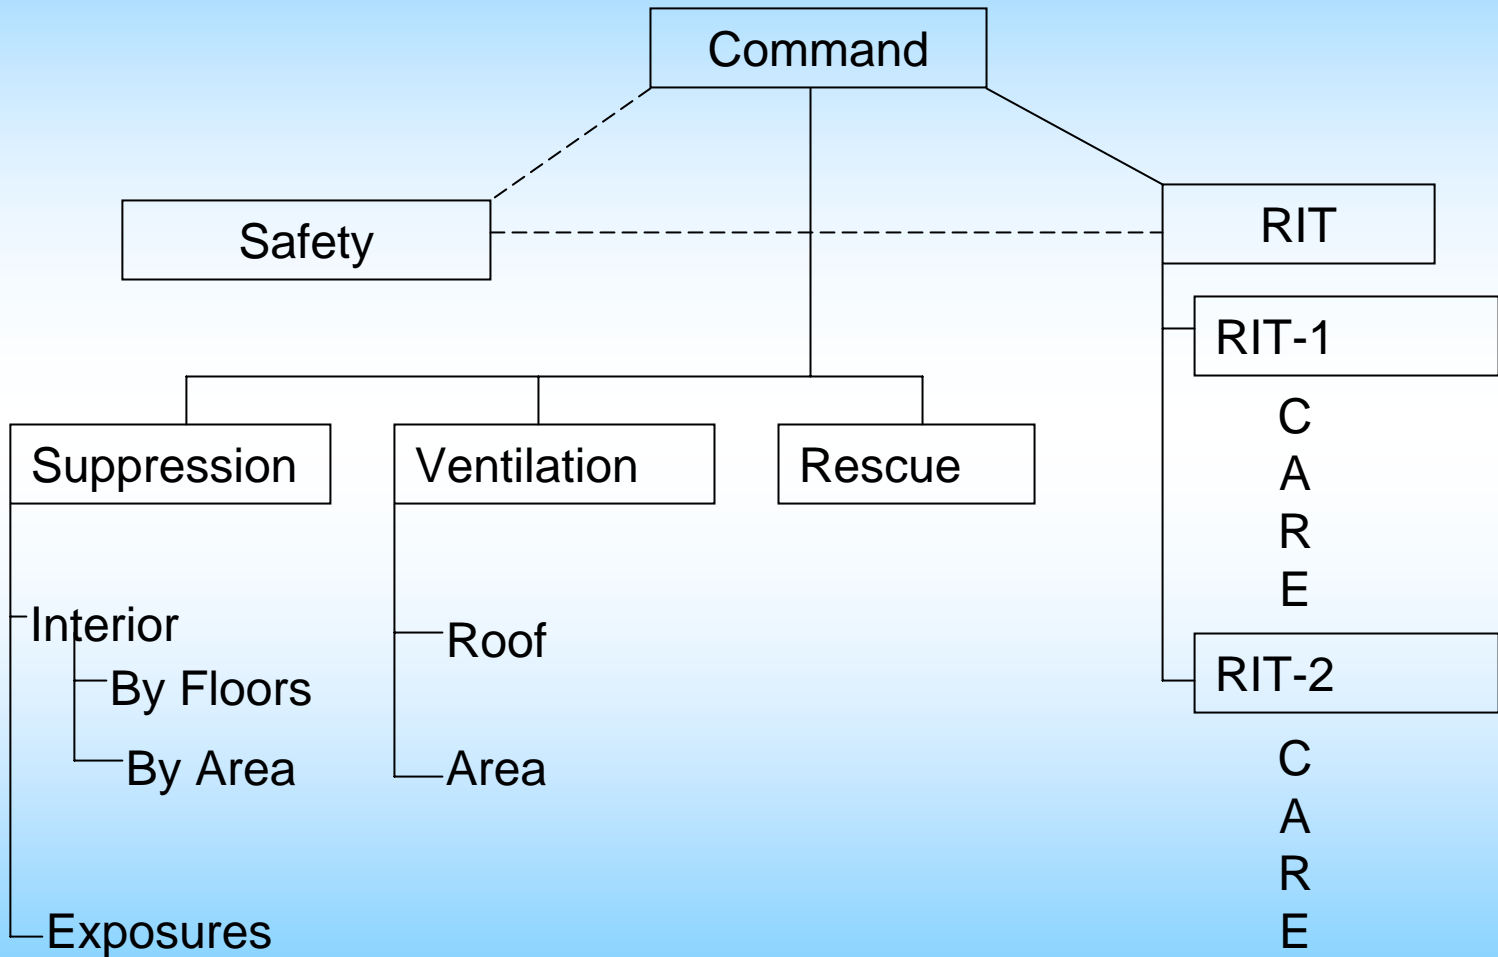 Command
Safety
RIT
RIT-1
C
A
R
E
RIT-2
C
A
R
E
Suppression
Interior
By Floors
By Area
Exposures
Ventilation
Roof
Area
Rescue